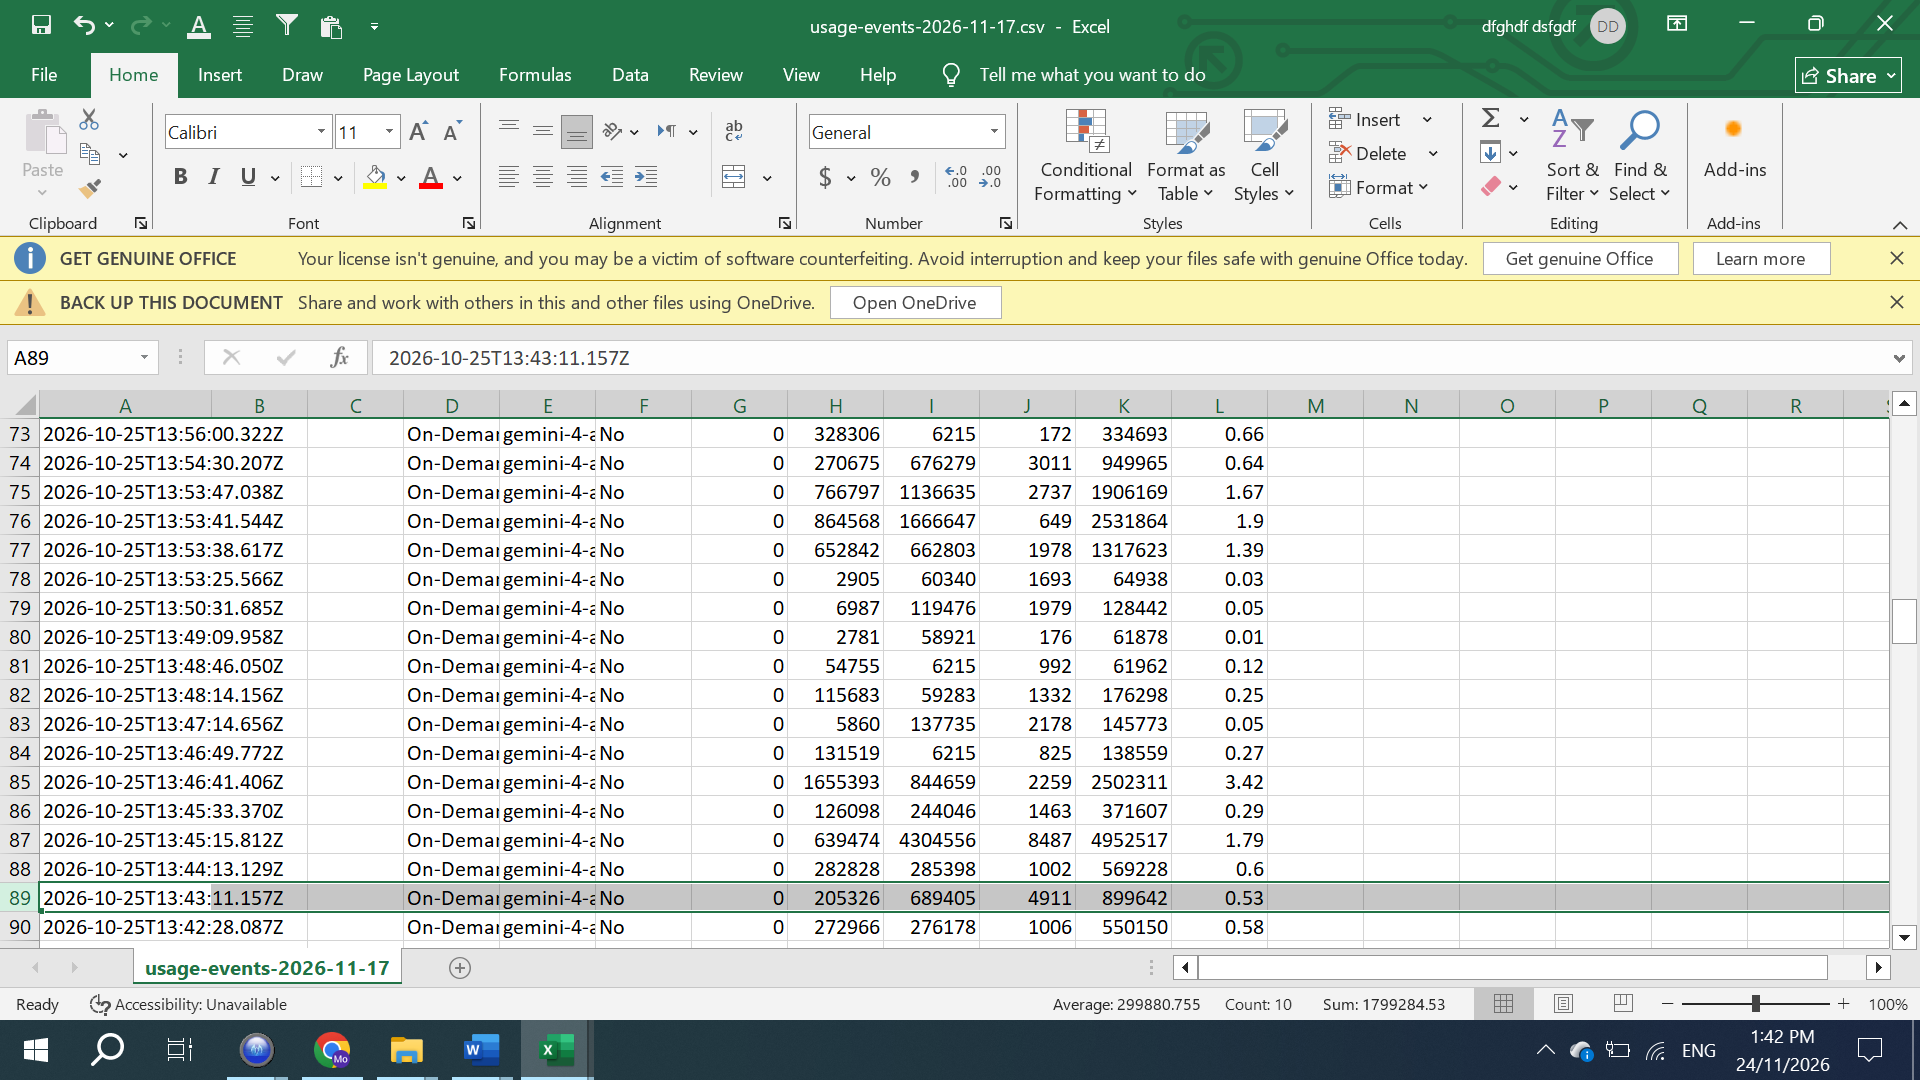 usage-events-2026-11-17.csv - Excel
dfghdf dsfgdf DD
File Home Insert Draw Page Layout Formulas Data Review View Help Tell me what you want to do Share
Paste
Clipboard
Calibri 11
Font
Alignment
General
Number
Conditional Formatting
Format as Table
Cell Styles
Styles
Insert
Delete
Format
Cells
Sort & Filter
Find & Select
Editing
Add-ins
Add-ins
GET GENUINE OFFICE Your license isn't genuine, and you may be a victim of software counterfeiting. Avoid interruption and keep your files safe with genuine Office today. Get genuine Office Learn more
BACK UP THIS DOCUMENT Share and work with others in this and other files using OneDrive. Open OneDrive
A89 fx 2026-10-25T13:43:11.157Z
A B C D E F G H I J K L M N O P Q R
73 2026-10-25T13:56:00.322Z On-Demar gemini-4-a No 0 328306 6215 172 334693 0.66
74 2026-10-25T13:54:30.207Z On-Demar gemini-4-a No 0 270675 676279 3011 949965 0.64
75 2026-10-25T13:53:47.038Z On-Demar gemini-4-a No 0 766797 1136635 2737 1906169 1.67
76 2026-10-25T13:53:41.544Z On-Demar gemini-4-a No 0 864568 1666647 649 2531864 1.9
77 2026-10-25T13:53:38.617Z On-Demar gemini-4-a No 0 652842 662803 1978 1317623 1.39
78 2026-10-25T13:53:25.566Z On-Demar gemini-4-a No 0 2905 60340 1693 64938 0.03
79 2026-10-25T13:50:31.685Z On-Demar gemini-4-a No 0 6987 119476 1979 128442 0.05
80 2026-10-25T13:49:09.958Z On-Demar gemini-4-a No 0 2781 58921 176 61878 0.01
81 2026-10-25T13:48:46.050Z On-Demar gemini-4-a No 0 54755 6215 992 61962 0.12
82 2026-10-25T13:48:14.156Z On-Demar gemini-4-a No 0 115683 59283 1332 176298 0.25
83 2026-10-25T13:47:14.656Z On-Demar gemini-4-a No 0 5860 137735 2178 145773 0.05
84 2026-10-25T13:46:49.772Z On-Demar gemini-4-a No 0 131519 6215 825 138559 0.27
85 2026-10-25T13:46:41.406Z On-Demar gemini-4-a No 0 1655393 844659 2259 2502311 3.42
86 2026-10-25T13:45:33.370Z On-Demar gemini-4-a No 0 126098 244046 1463 371607 0.29
87 2026-10-25T13:45:15.812Z On-Demar gemini-4-a No 0 639474 4304556 8487 4952517 1.79
88 2026-10-25T13:44:13.129Z On-Demar gemini-4-a No 0 282828 285398 1002 569228 0.6
89 2026-10-25T13:43:11.157Z On-Demar gemini-4-a No 0 205326 689405 4911 899642 0.53
90 2026-10-25T13:42:28.087Z On-Demar gemini-4-a No 0 272966 276178 1006 550150 0.58
usage-events-2026-11-17
Ready Accessibility: Unavailable Average: 299880.755 Count: 10 Sum: 1799284.53 100%
ENG 1:42 PM
24/11/2026